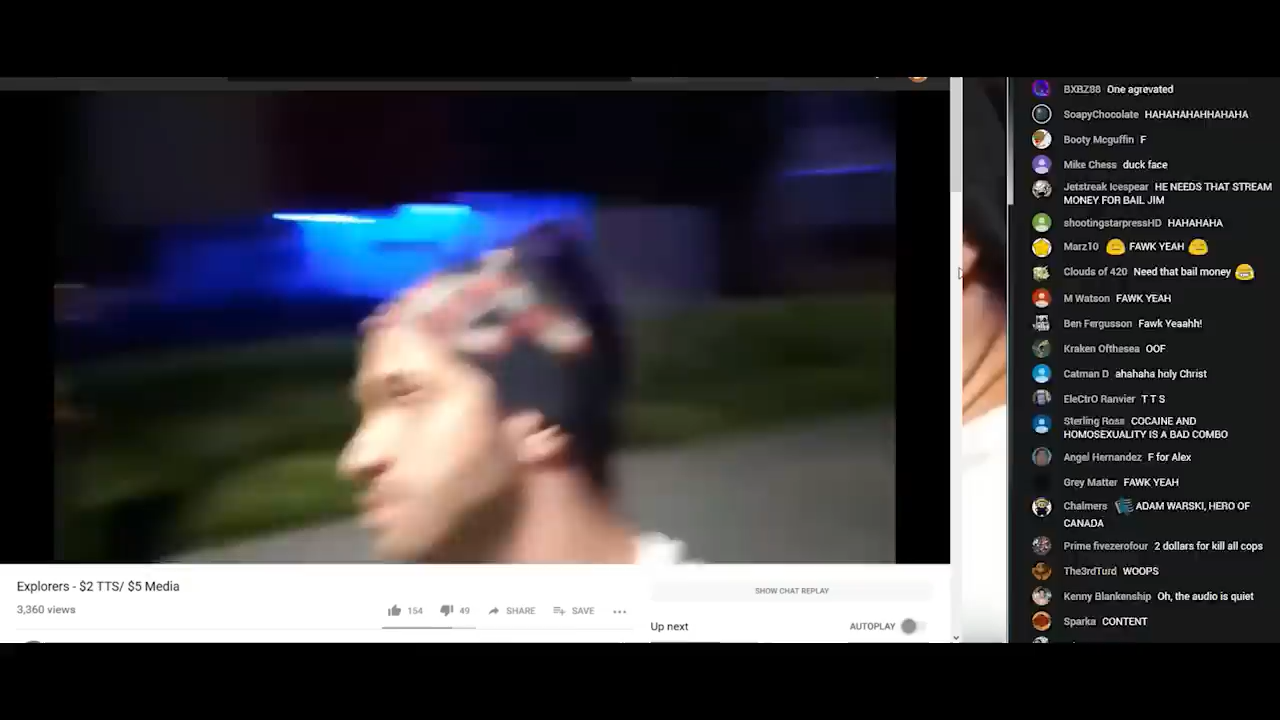 BXBZ88 One agrevated
SoapyChocolate HAHAHAHAHHAHAHA
Booty Mcguffin F
Mike Chess duck face
Jetstreak Icespear HE NEEDS THAT STREAM
MONEY FOR BAIL JIM
shootingstarpressHD HAHAHAHA
Marz10 FAWK YEAH
Clouds of 420 Need that bail money
M Watson FAWK YEAH
Ben Fergusson Fawk Yeaahh!
Kraken Ofthesea OOF
Catman D ahahaha holy Christ
EleCtrO Ranvier T T S
Sterling Ross COCAINE AND
HOMOSEXUALITY IS A BAD COMBO
Angel Hernandez F for Alex
Grey Matter FAWK YEAH
Chalmers ADAM WARSKI, HERO OF
CANADA
Prime fivezerofour 2 dollars for kill all cops
The3rdTurd WOOPS
Kenny Blankenship Oh, the audio is quiet
Sparka CONTENT
Explorers - $2 TTS/ $5 Media
3,360 views
154
49
SHARE
SAVE
SHOW CHAT REPLAY
Up next
AUTOPLAY